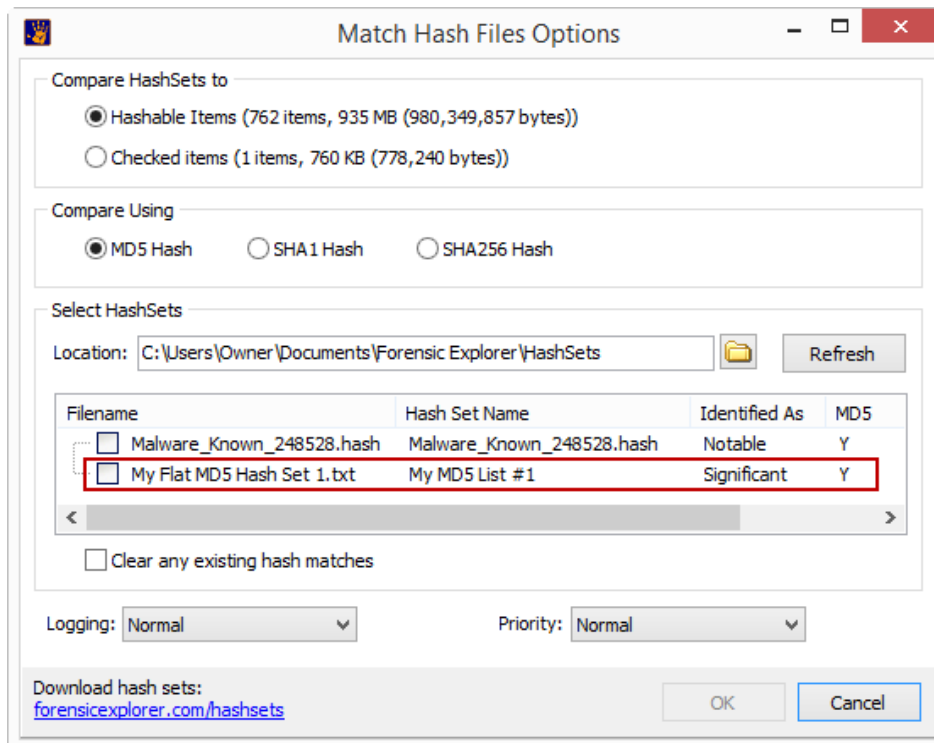 Match Hash Files Options
Compare HashSets to
Hashable Items (762 items, 935 MB (980,349,857 bytes))
Checked items (1 items, 760 KB (778,240 bytes))
Compare Using
MD5 Hash SHA1 Hash SHA256 Hash
Select HashSets
Location: C:\Users\Owner\Documents\Forensic Explorer\HashSets Refresh
Filename Hash Set Name Identified As MD5
Malware_Known_248528.hash Malware_Known_248528.hash Notable Y
My Flat MD5 Hash Set 1.txt My MD5 List #1 Significant Y
Clear any existing hash matches
Logging: Normal Priority: Normal
Download hash sets:
forensicexplorer.com/hashsets
OK Cancel